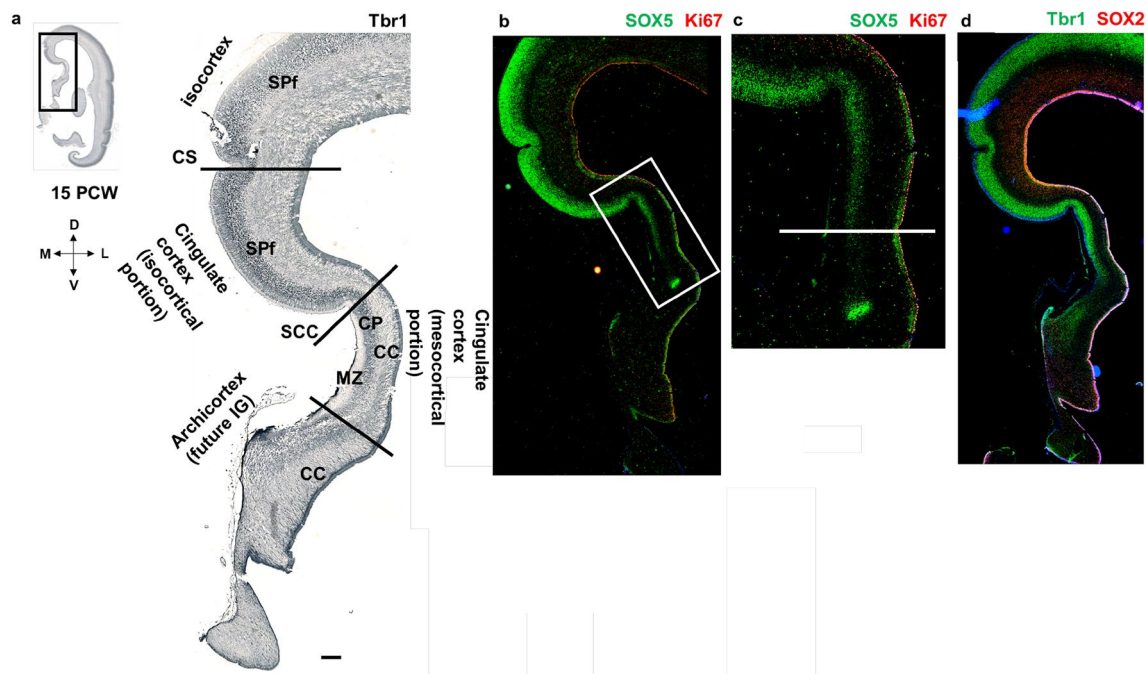 a
15 PCW
D
M L
V
Tbr1
isocortex
SPf
CS
Cingulate
cortex
(isocortical
portion)
SPf
SCC
CP
CC
MZ
Cingulate
cortex
(mesocortical
portion)
Archicortex
(future IG)
CC
b
SOX5 Ki67
c
SOX5 Ki67
d
Tbr1 SOX2